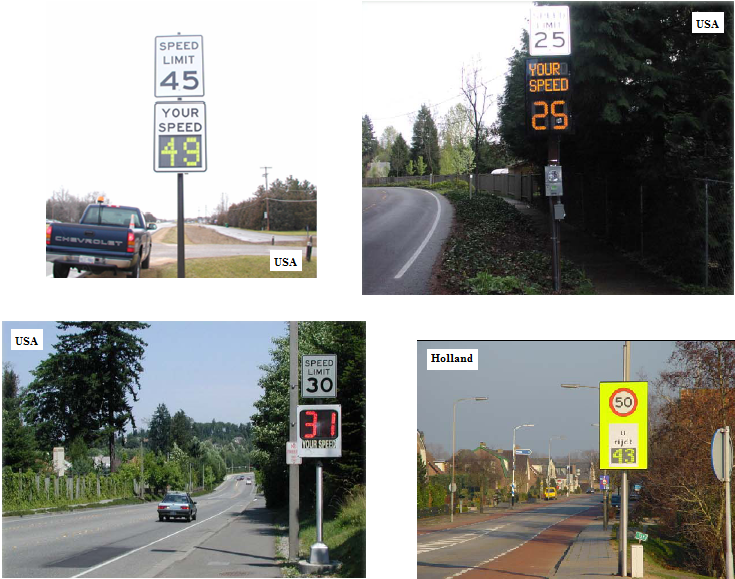 SPEED
LIMIT
45
YOUR
SPEED
49
CHEVROLET
USA
USA
SPEED
LIMIT
25
YOUR
SPEED
25
USA
SPEED
LIMIT
30
31
YOUR SPEED
Holland
50
U
rijdt
43